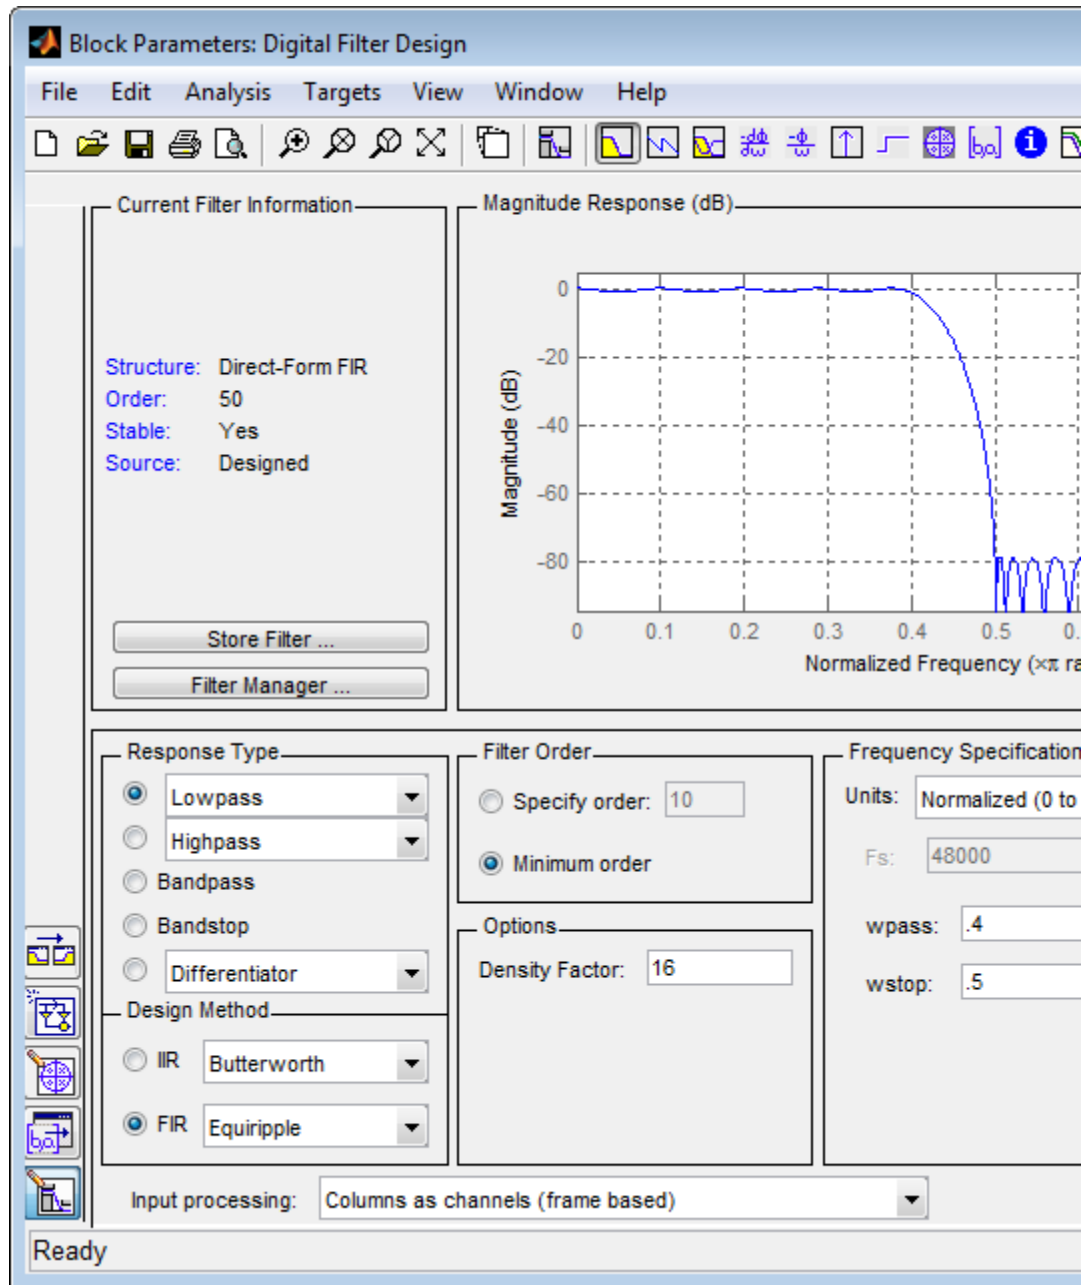 Block Parameters: Digital Filter Design
File Edit Analysis Targets View Window Help
Current Filter Information
Structure: Direct-Form FIR
Order: 50
Stable: Yes
Source: Designed
Store Filter ...
Filter Manager ...
Magnitude Response (dB)
Magnitude (dB)
0
-20
-40
-60
-80
0 0.1 0.2 0.3 0.4 0.5 0.
Normalized Frequency (×π ra
Response Type
Lowpass
Highpass
Bandpass
Bandstop
Differentiator
Design Method
IIR Butterworth
FIR Equiripple
Filter Order
Specify order: 10
Minimum order
Options
Density Factor: 16
Frequency Specification
Units: Normalized (0 to
Fs: 48000
wpass: .4
wstop: .5
Input processing: Columns as channels (frame based)
Ready